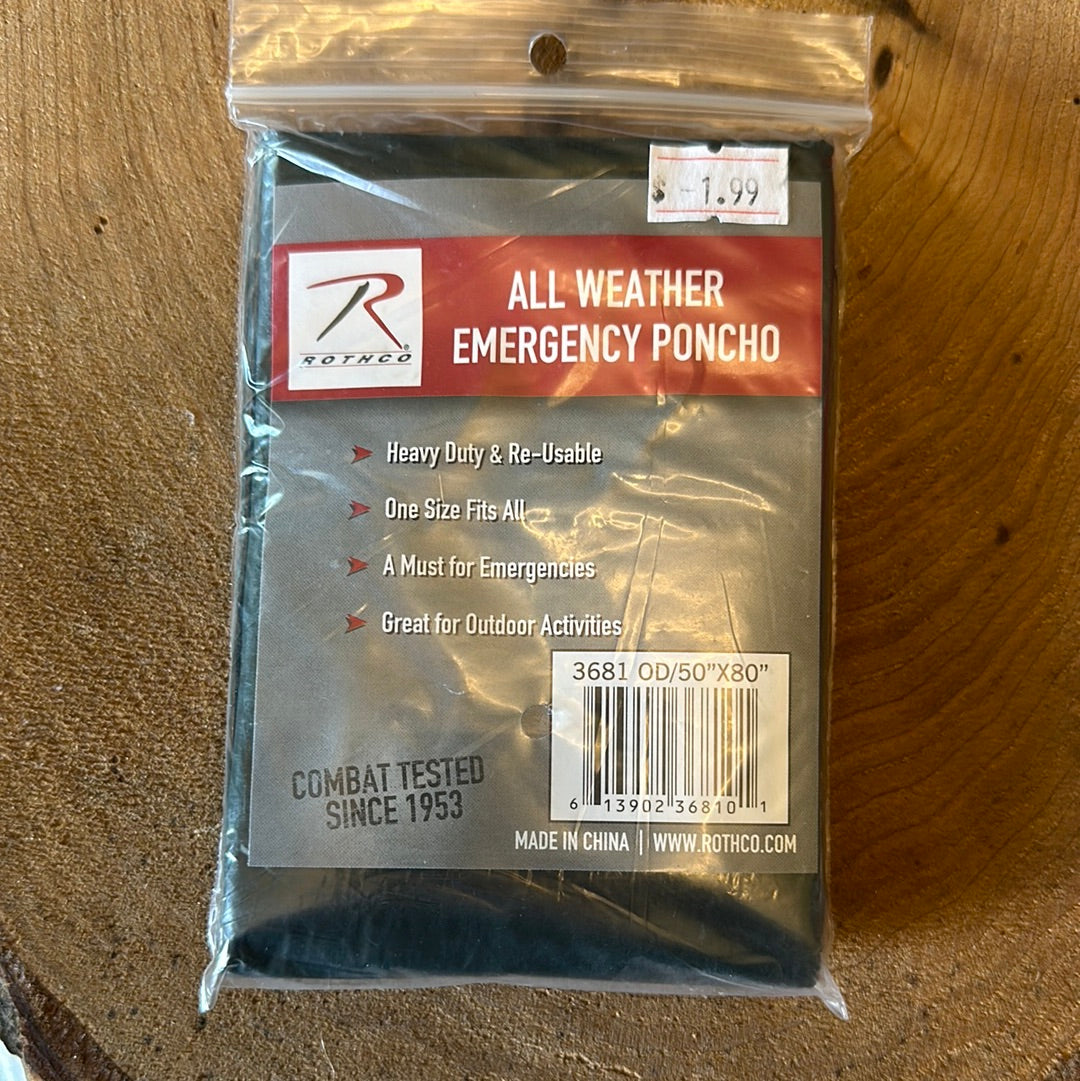 $ -1.99
ALL WEATHER
EMERGENCY PONCHO
ROTHCO®
Heavy Duty & Re-Usable
One Size Fits All
A Must for Emergencies
Great for Outdoor Activities
3681 OD/50”X80”
6 13902 36810 1
COMBAT TESTED
SINCE 1953
MADE IN CHINA | WWW.ROTHCO.COM